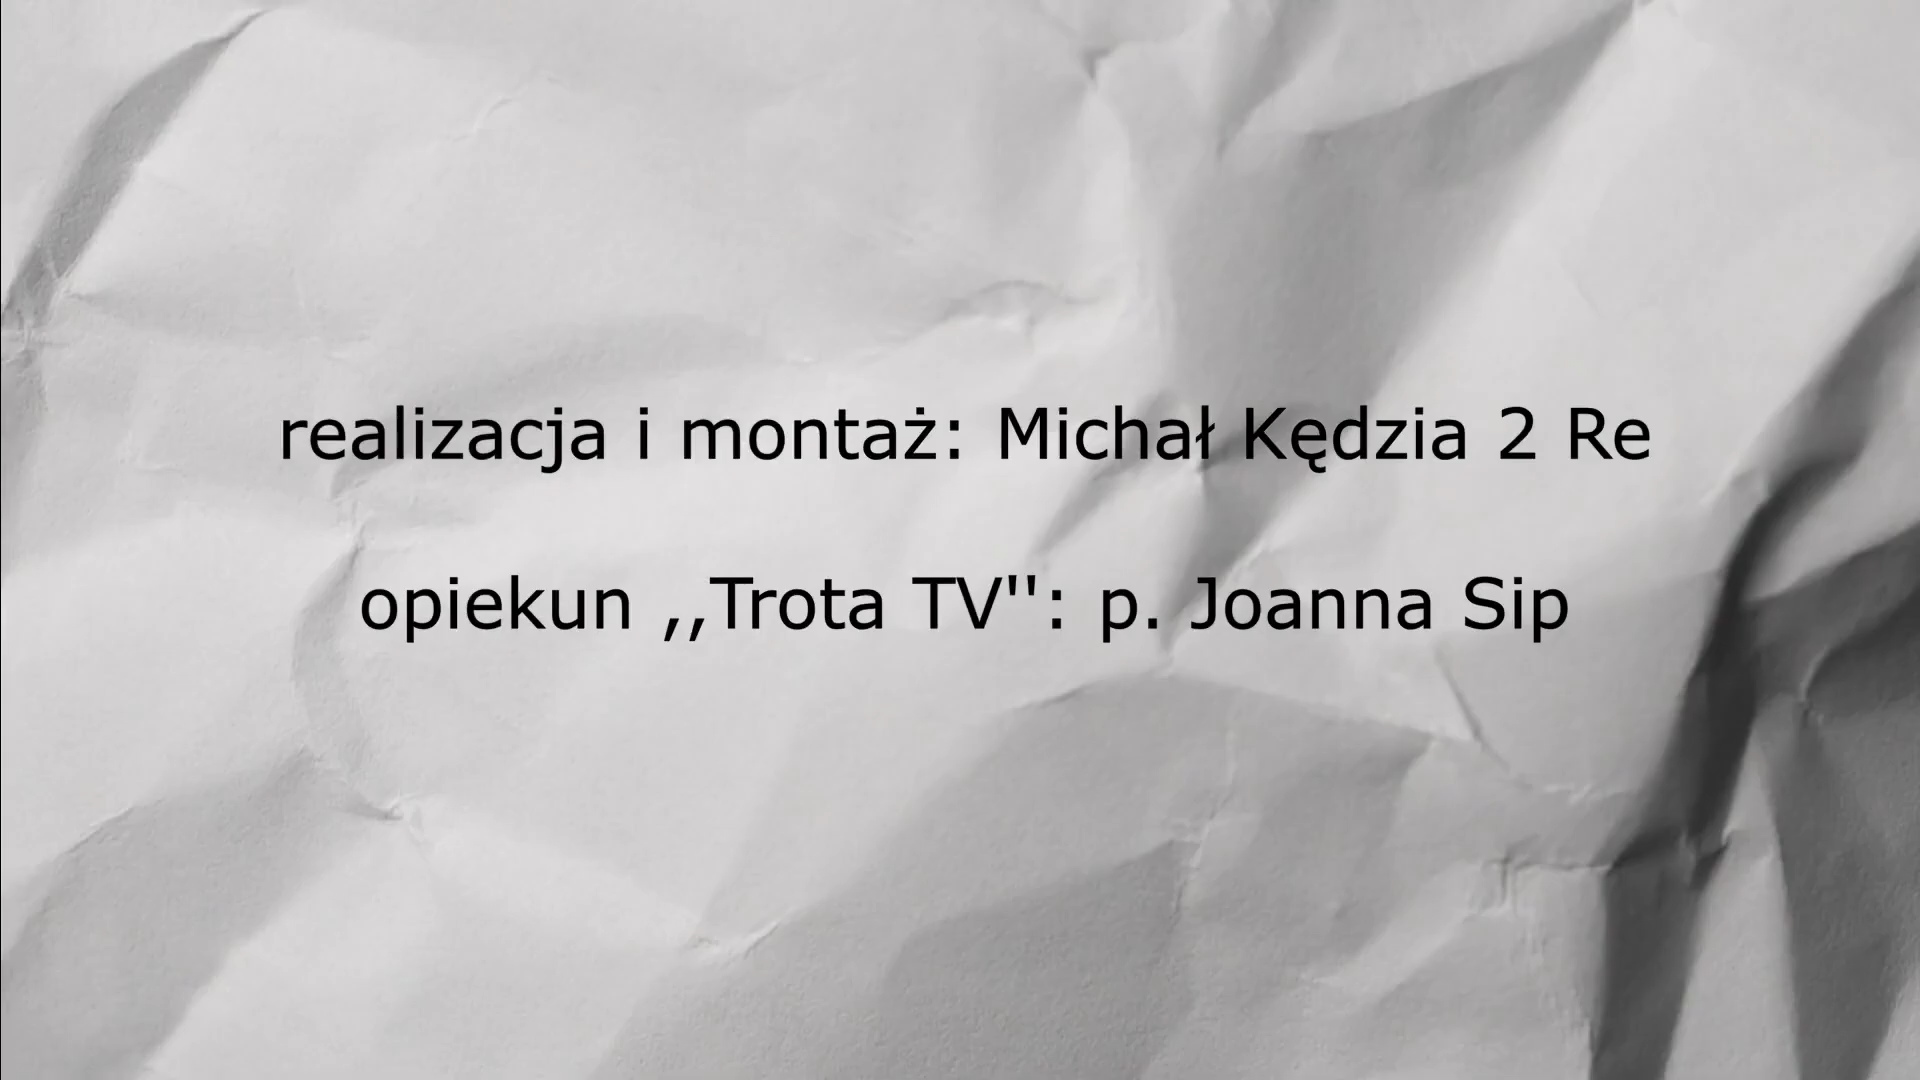 realizacja i montaż: Michał Kędzia 2 Re
opiekun ,,Trota TV'': p. Joanna Sip